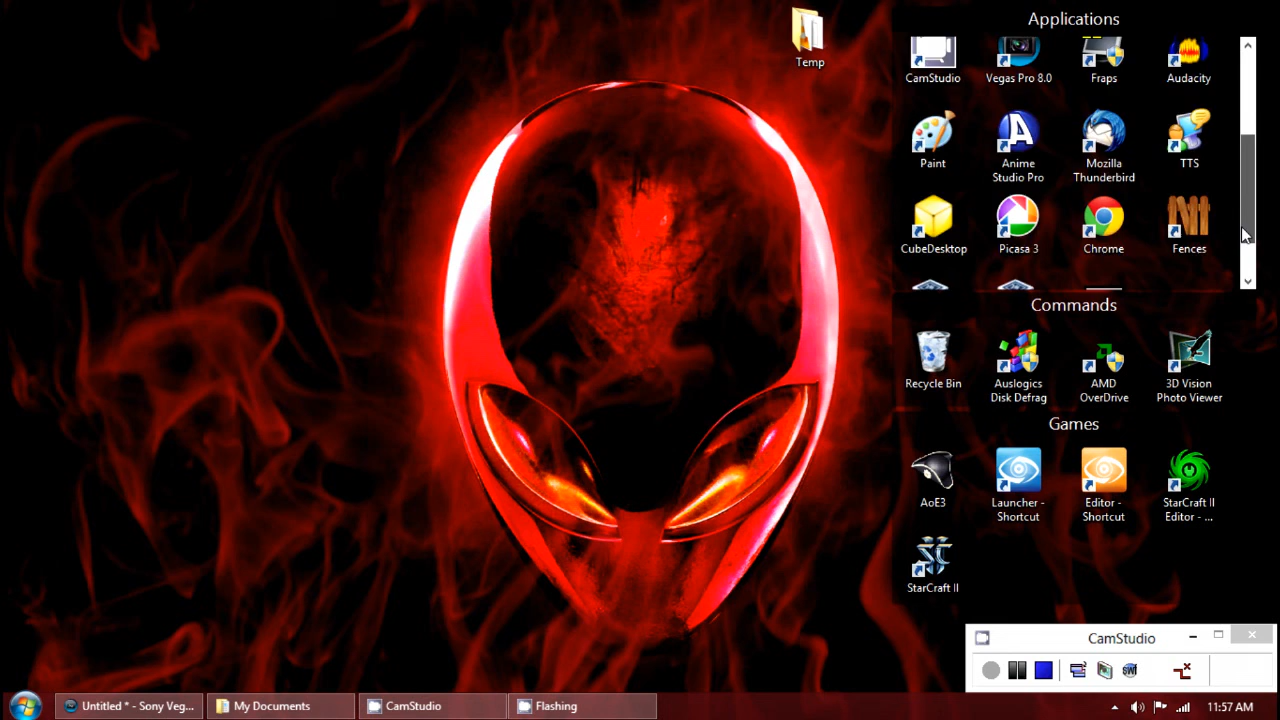 Applications
Temp
CamStudio Vegas Pro 8.0 Fraps Audacity
Paint Anime Mozilla TTS
Studio Pro Thunderbird
CubeDesktop Picasa 3 Chrome Fences
Commands
Recycle Bin Auslogics AMD 3D Vision
Disk Defrag OverDrive Photo Viewer
Games
AoE3 Launcher - Editor - StarCraft II
Shortcut Shortcut Editor - ...
StarCraft II
CamStudio
SWF
Untitled * - Sony Veg... My Documents CamStudio Flashing 11:57 AM